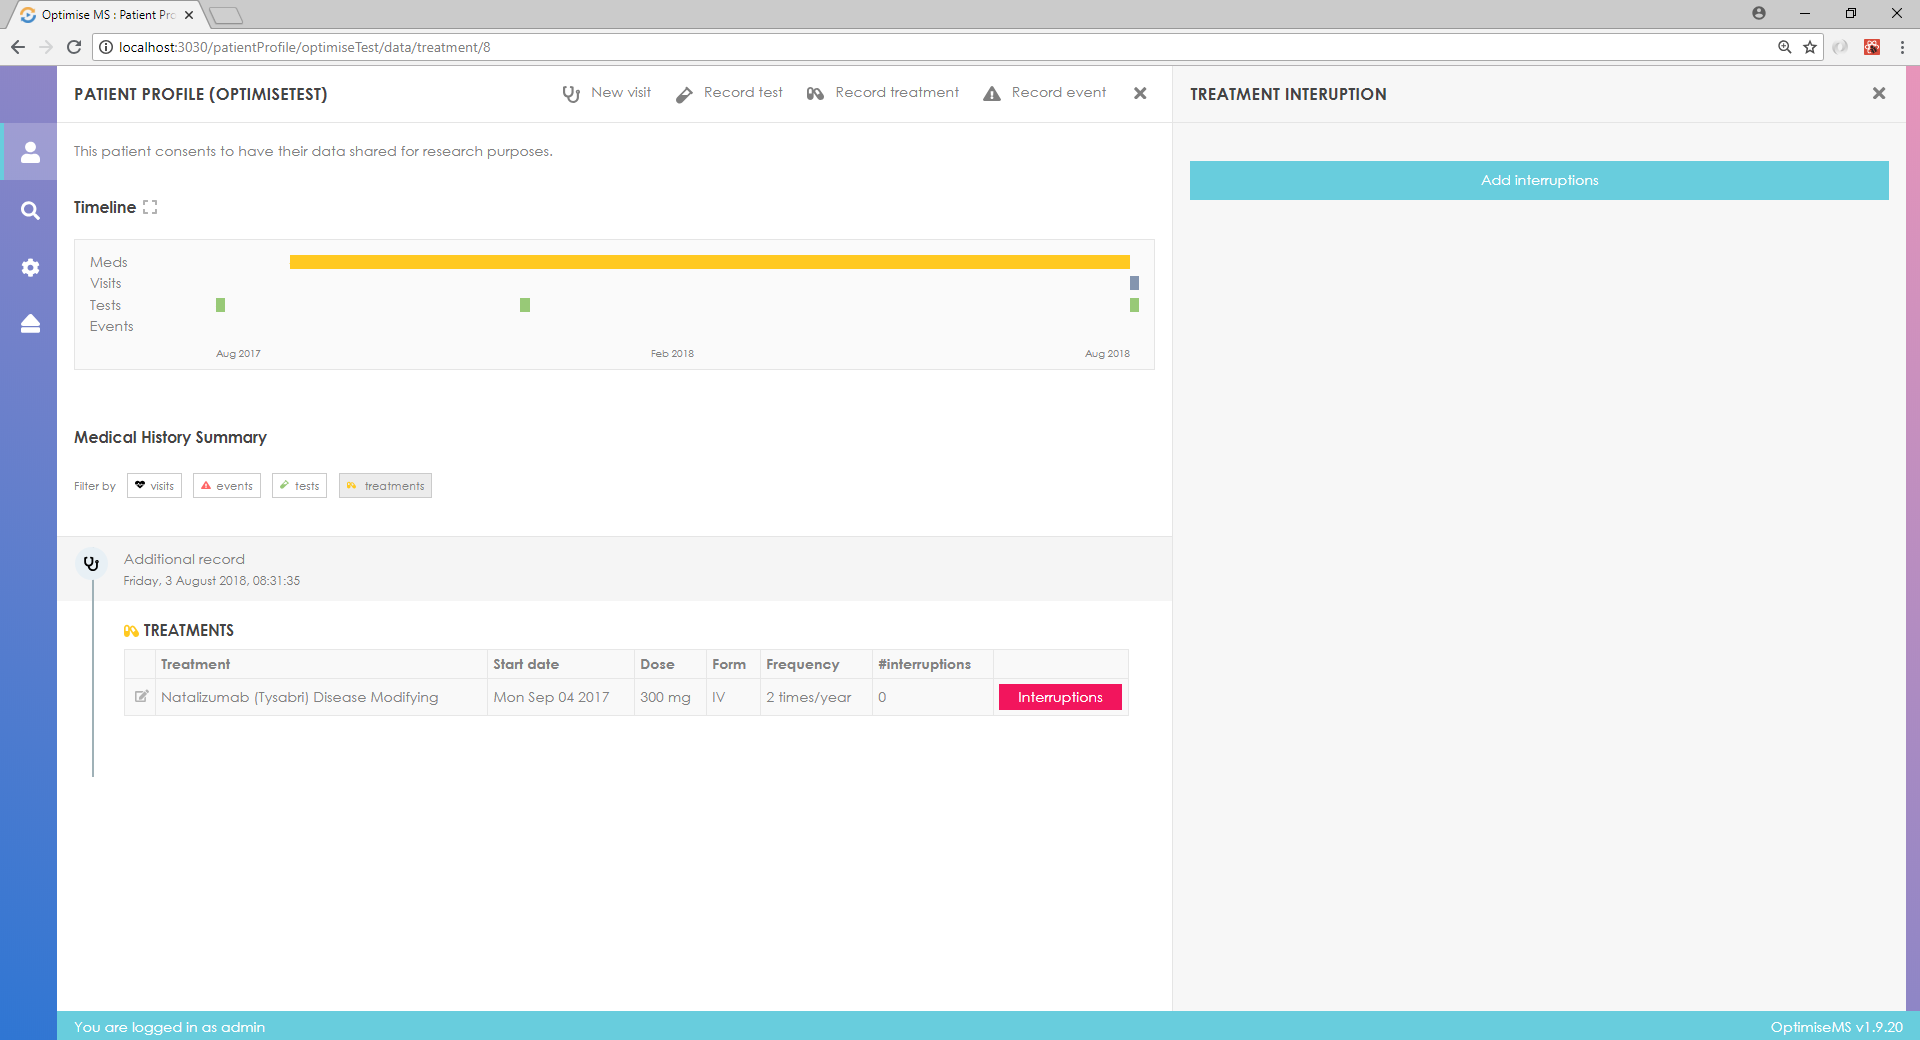 Optimise MS : Patient Pro
localhost:3030/patientProfile/optimiseTest/data/treatment/8
PATIENT PROFILE (OPTIMISETEST)
New visit
Record test
Record treatment
Record event
This patient consents to have their data shared for research purposes.
Timeline
Meds
Visits
Tests
Events
Aug 2017
Feb 2018
Aug 2018
Medical History Summary
Filter by
visits
events
tests
treatments
Additional record
Friday, 3 August 2018, 08:31:35
TREATMENTS
Treatment Start date Dose Form Frequency #interruptions
Natalizumab (Tysabri) Disease Modifying Mon Sep 04 2017 300 mg IV 2 times/year 0 Interruptions
TREATMENT INTERUPTION
Add interruptions
You are logged in as admin
OptimiseMS v1.9.20